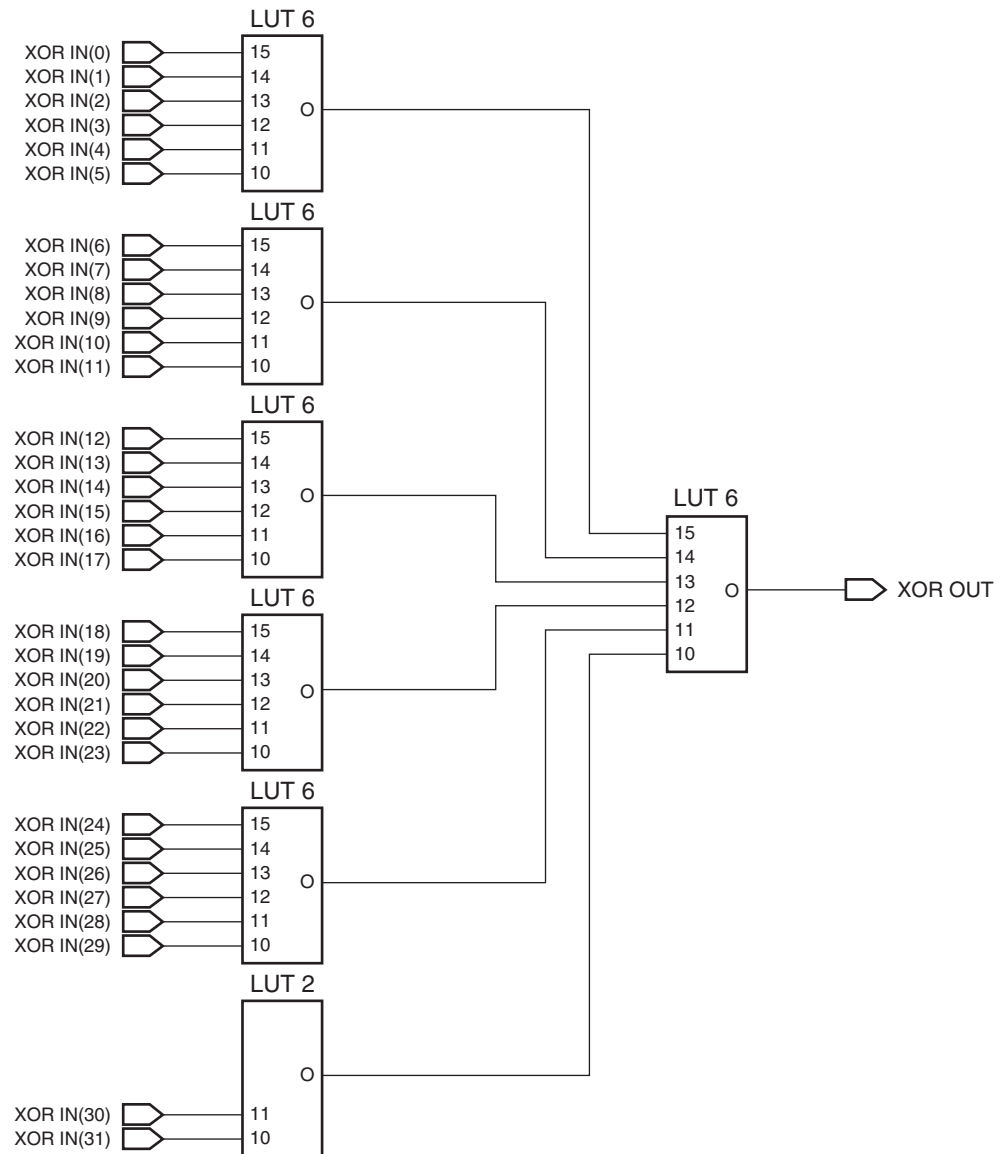 LUT 6
XOR IN(0) 15
XOR IN(1) 14
XOR IN(2) 13
O
XOR IN(3) 12
XOR IN(4) 11
XOR IN(5) 10
LUT 6
XOR IN(6) 15
XOR IN(7) 14
XOR IN(8) 13
O
XOR IN(9) 12
XOR IN(10) 11
XOR IN(11) 10
LUT 6
XOR IN(12) 15
XOR IN(13) 14
XOR IN(14) 13
O
XOR IN(15) 12
XOR IN(16) 11
XOR IN(17) 10
LUT 6
XOR IN(18) 15
XOR IN(19) 14
XOR IN(20) 13
O
XOR IN(21) 12
XOR IN(22) 11
XOR IN(23) 10
LUT 6
XOR IN(24) 15
XOR IN(25) 14
XOR IN(26) 13
O
XOR IN(27) 12
XOR IN(28) 11
XOR IN(29) 10
LUT 2
O
XOR IN(30) 11
XOR IN(31) 10
LUT 6
15
14
13
O
12
11
10
XOR OUT